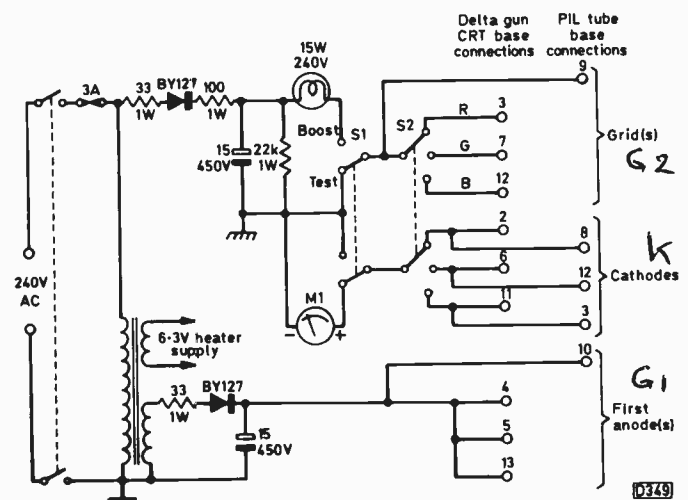 Delta gun
CRT base
connections
PIL tube
base
connections
15W
240V
3A
33
1W
BY127
100
1W
Boost
S1
S2
15
450V
22k
1W
Test
R
G
B
3
7
12
9
Grid(s)
G2
2
6
11
8
12
3
K
Cathodes
240V
AC
M1
-
+
6·3V heater
supply
33
1W
BY127
15
450V
10
4
5
13
G1
First
anode(s)
D349